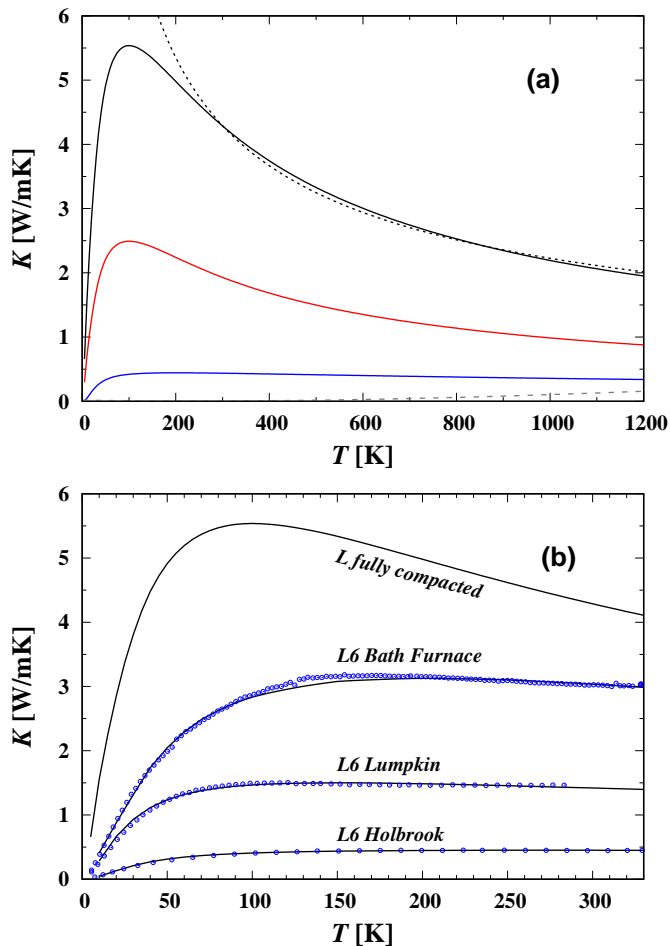 6
5
4
3
2
1
0
K [W/mK]
(a)
0 200 400 600 800 1000 1200
T [K]
6
5
4
3
2
1
0
K [W/mK]
(b)
L fully compacted
L6 Bath Furnace
L6 Lumpkin
L6 Holbrook
0 50 100 150 200 250 300
T [K]